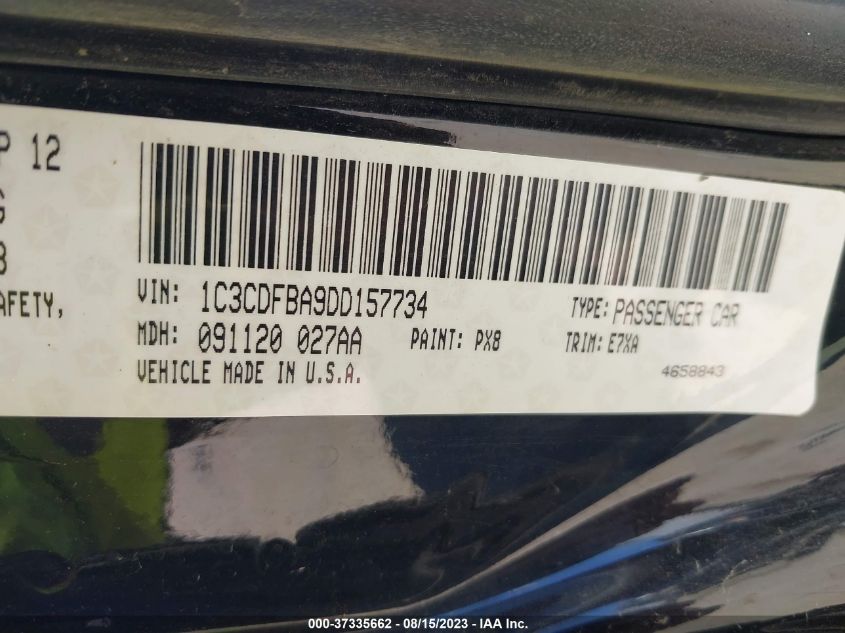 P 12
G
3
AFETY,
VIN: 1C3CDFBA9DD157734
TYPE: PASSENGER CAR
MDH: 091120 027AA
PAINT: PX8
TRIM: E7XA
VEHICLE MADE IN U.S.A.
4658843
000-37335662 - 08/15/2023 - IAA Inc.